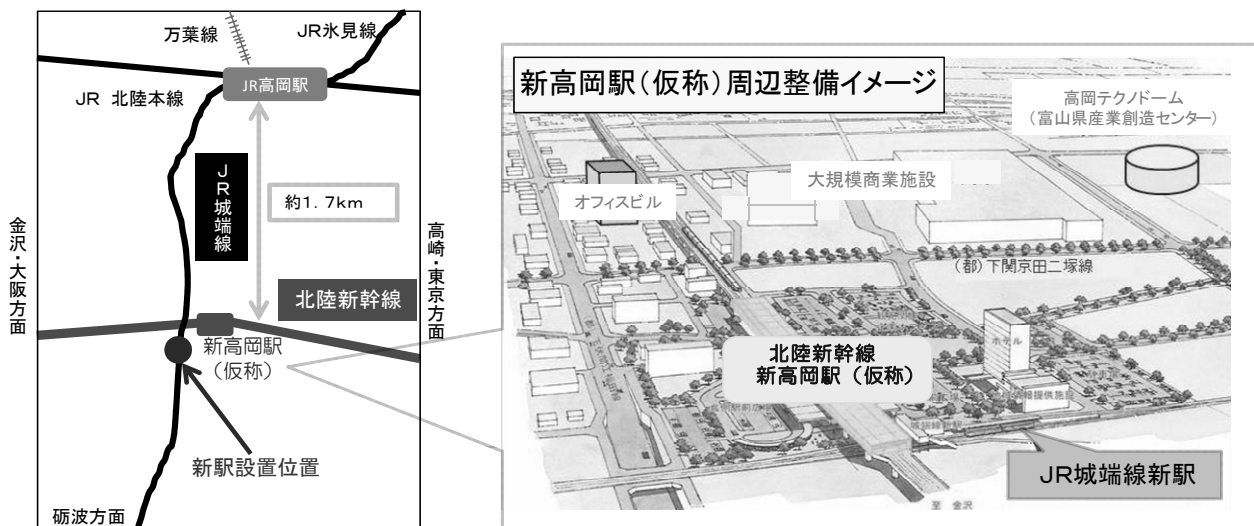 万葉線
JR氷見線
JR高岡駅
JR 北陸本線
JR城端線
約1.7km
金沢・大阪方面
高崎・東京方面
北陸新幹線
新高岡駅
（仮称）
新駅設置位置
砺波方面
新高岡駅（仮称）周辺整備イメージ
高岡テクノドーム
（富山県産業創造センター）
大規模商業施設
オフィスビル
（都）下関京田二塚線
ホテル
北陸新幹線
新高岡駅（仮称）
城端線新駅
JR城端線新駅
至 金沢